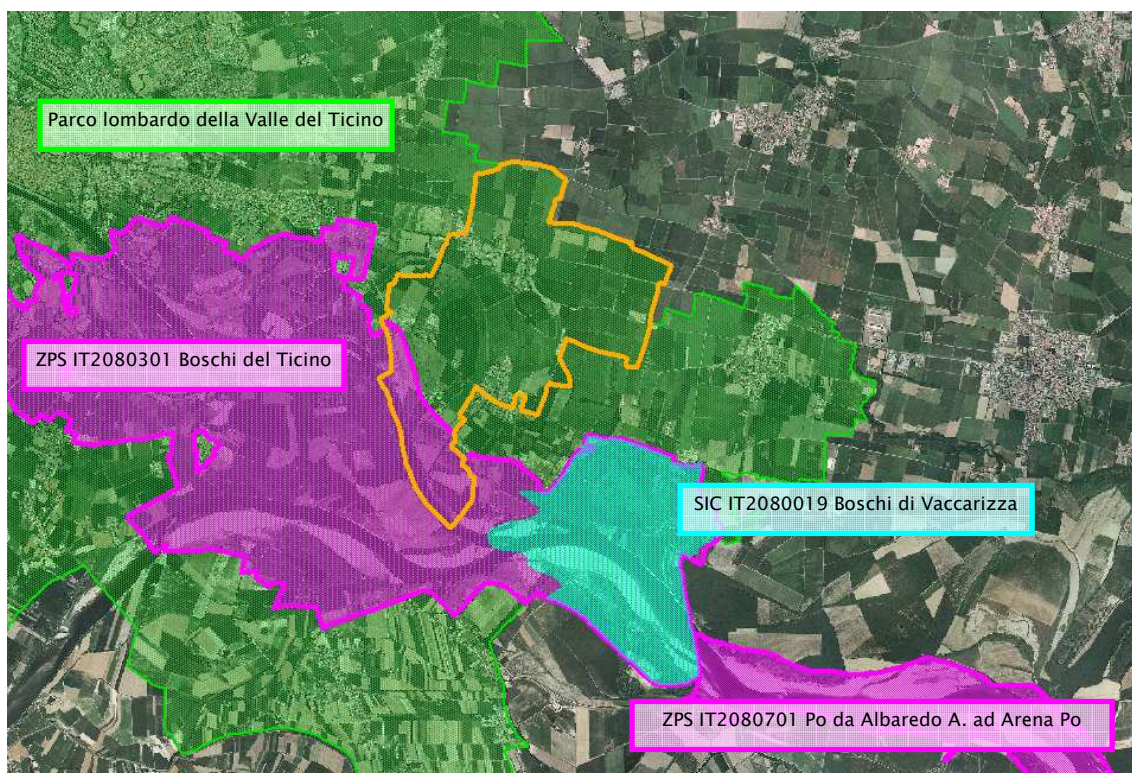 Parco lombardo della Valle del Ticino
ZPS IT2080301 Boschi del Ticino
SIC IT2080019 Boschi di Vaccarizza
ZPS IT2080701 Po da Albaredo A. ad Arena Po